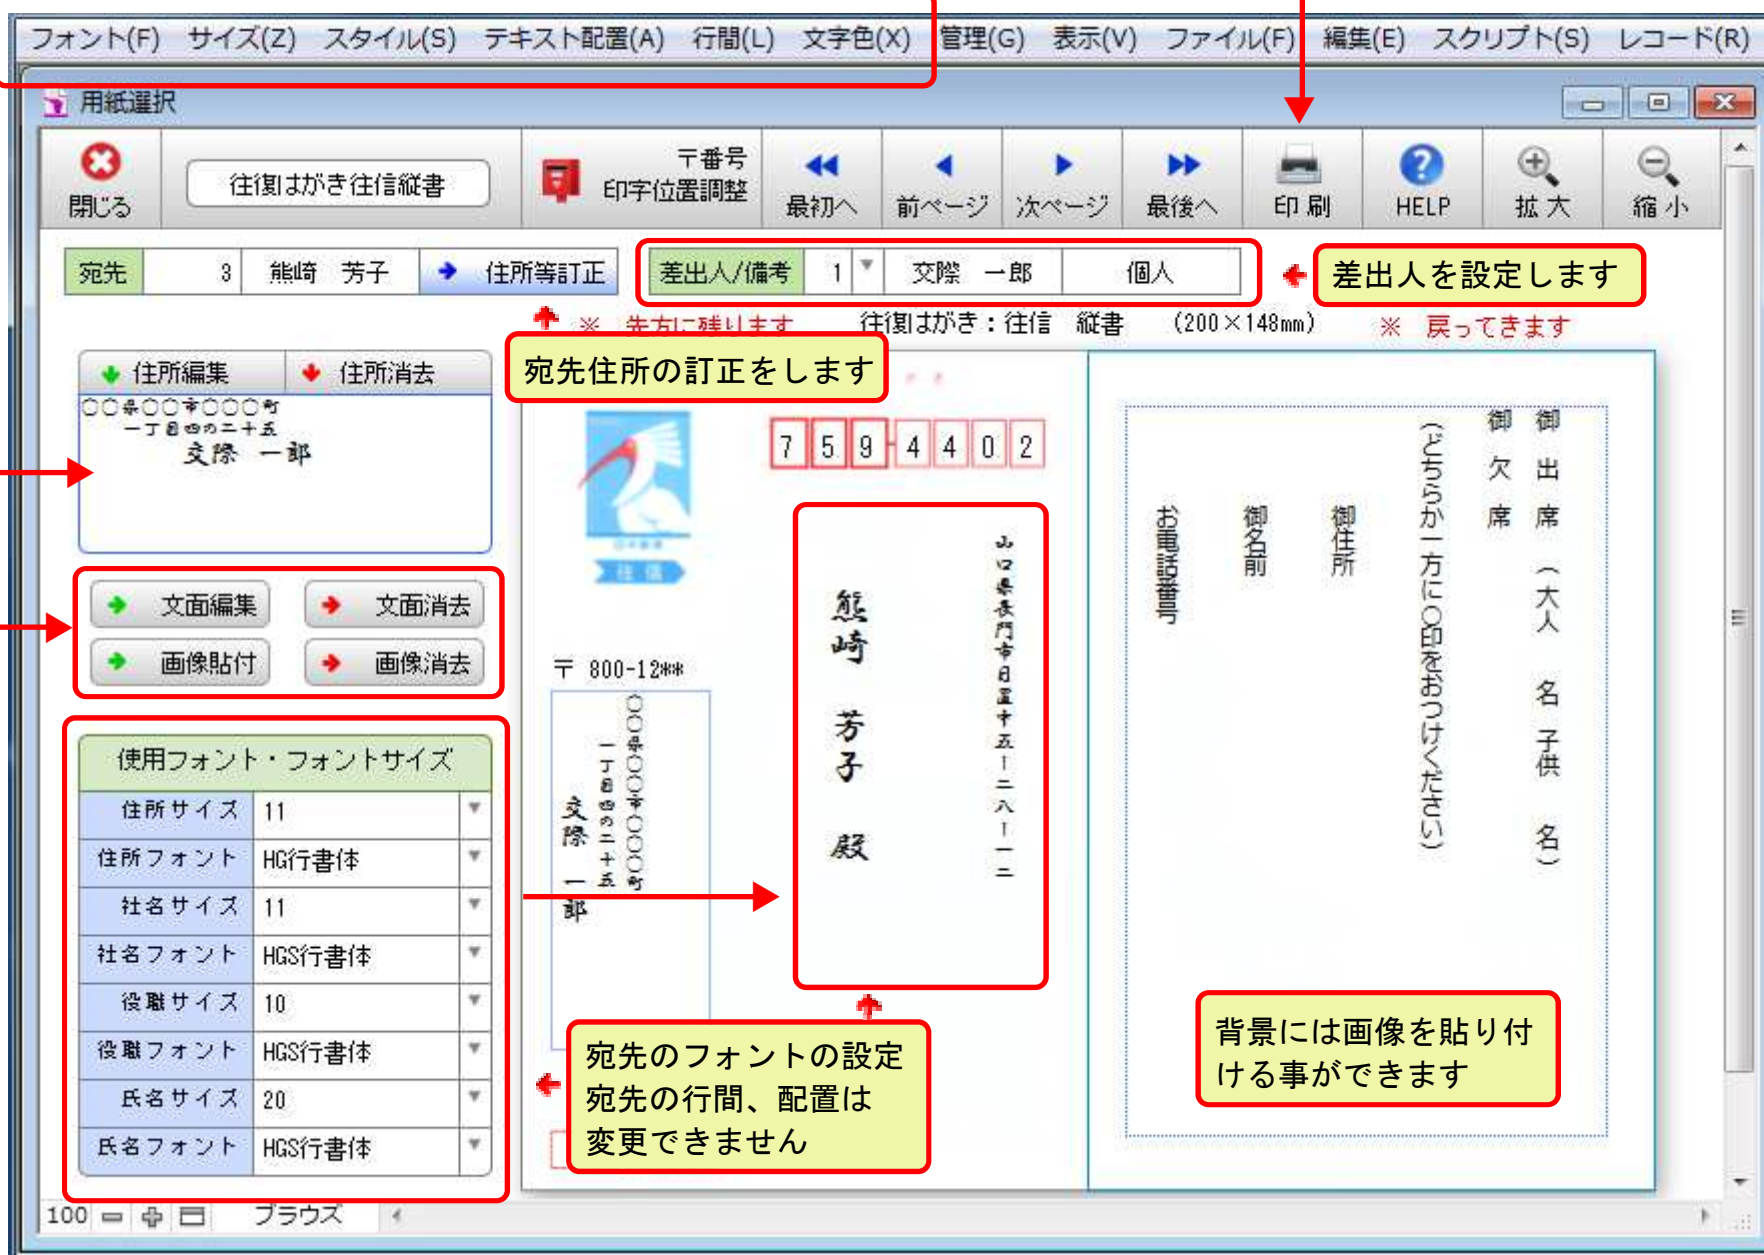 フォント(F) サイズ(Z) スタイル(S) テキスト配置(A) 行間(L) 文字色(X) 管理(G) 表示(V) ファイル(F) 編集(E) スクリプト(S) レコード(R)
用紙選択
閉じる
往復はがき往信縦書
〒番号
印字位置調整
最初へ
前ページ
次ページ
最後へ
印 刷
HELP
拡 大
縮 小
宛先 3 熊崎 芳子 住所等訂正
差出人/備考 1 交際 一郎 個人
差出人を設定します
※ 先方に残ります
往復はがき：往信 縦書 (200×148mm)
※ 戻ってきます
宛先住所の訂正をします
住所編集 住所消去
〇〇県〇〇市〇〇〇町
一丁目四の二十五
交際 一郎
文面編集 文面消去
画像貼付 画像消去
使用フォント・フォントサイズ
住所サイズ 11
住所フォント HG行書体
社名サイズ 11
社名フォント HGS行書体
役職サイズ 10
役職フォント HGS行書体
氏名サイズ 20
氏名フォント HGS行書体
往 信
759-4402
山口県長門市日置中五ー二八ー一二
熊崎 芳子 殿
〒 800-12**
〇〇県〇〇市〇〇〇町
一丁目四の二十五
交際 一郎
御 出 席 （大人 名 子供 名）
御 欠 席
（どちらか一方に〇印をおつけください）
御住所
御名前
お電話番号
宛先のフォントの設定
宛先の行間、配置は
変更できません
背景には画像を貼り付
ける事ができます
100 ブラウズ